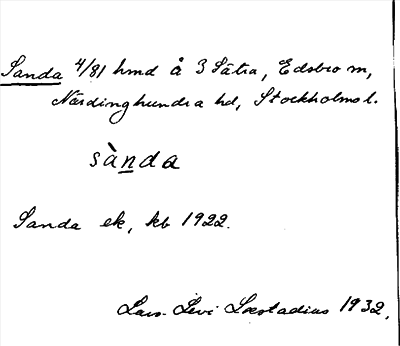 Sanda 4/81 hmd å 3 Sätra, Edsbro sn,
Närdinghundra hd, Stockholms l.
sànda
Sanda ek, kb 1922.
Lars-Levi Læstadius 1932.